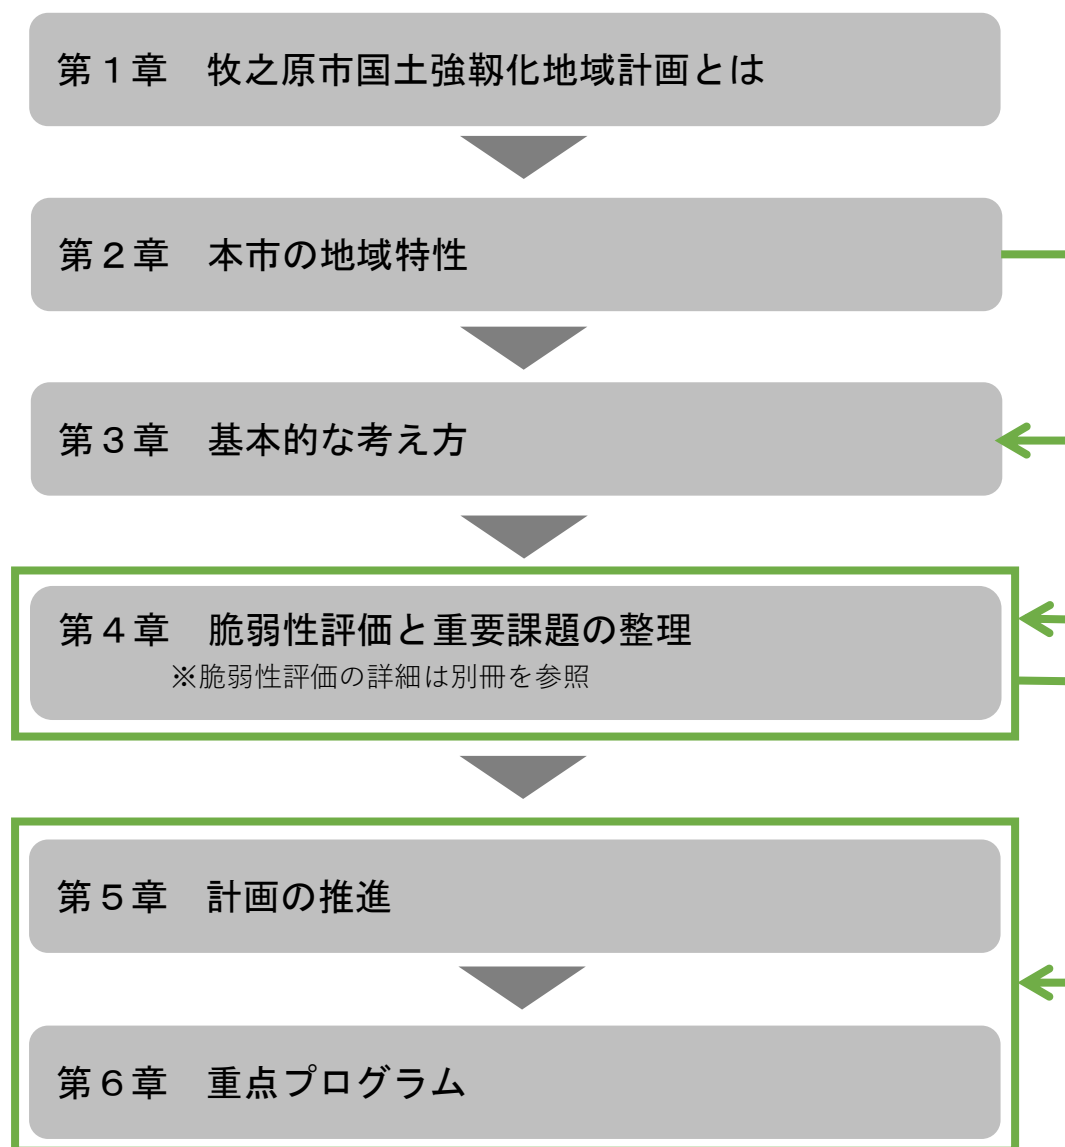 第１章　牧之原市国土強靱化地域計画とは
第２章　本市の地域特性
第３章　基本的な考え方
第４章　脆弱性評価と重要課題の整理
※脆弱性評価の詳細は別冊を参照
第５章　計画の推進
第６章　重点プログラム